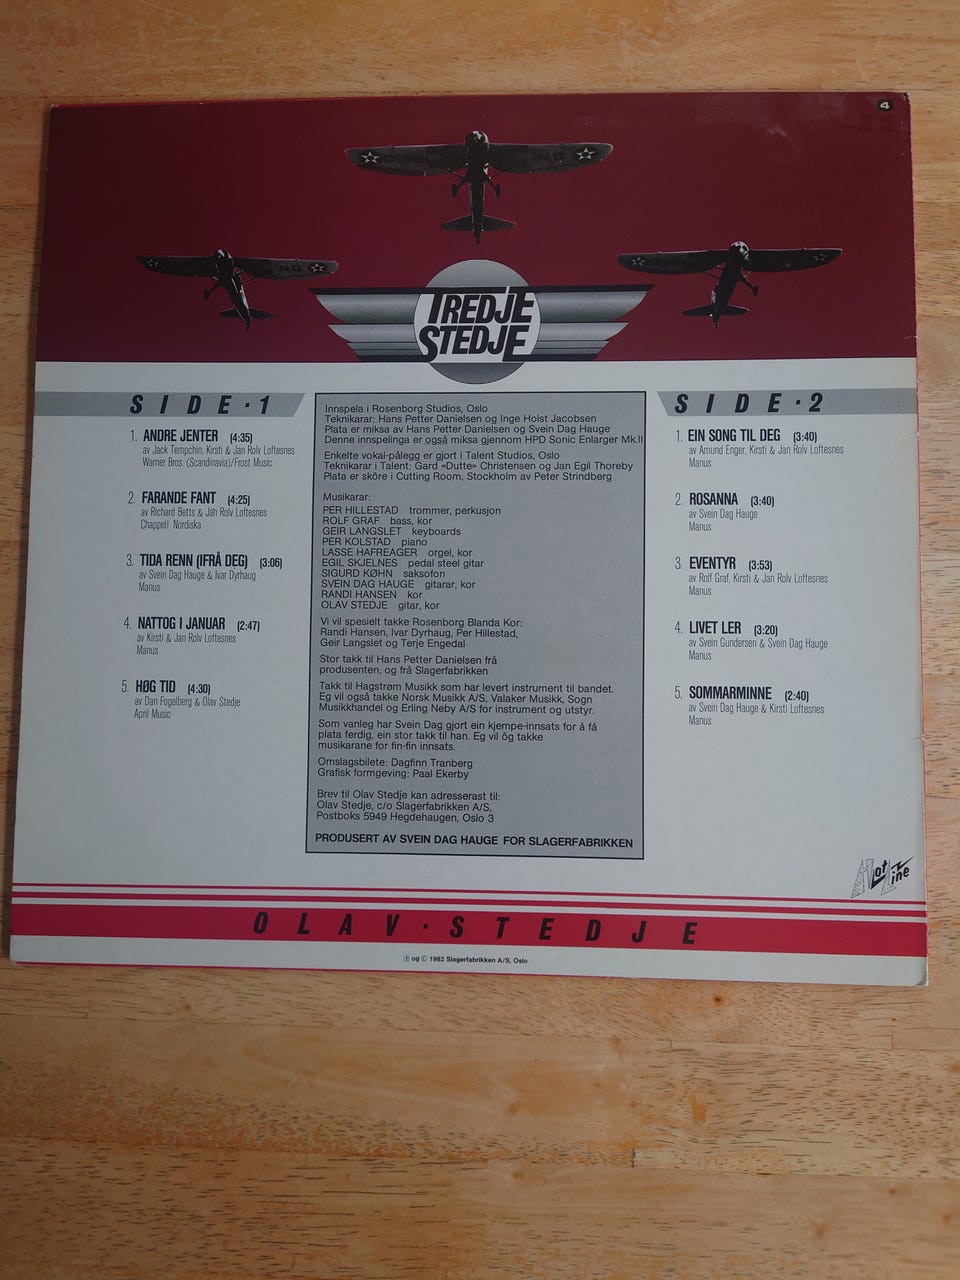 4
CONN N.D.
N.D.
TREDJE
STEDJE
SIDE·1
1. ANDRE JENTER (4:35)
av Jack Tempchin, Kirsti & Jan Rolv Loftesnes
Warner Bros. (Scandinavia)/Frost Music
2. FARANDE FANT (4:25)
av Richard Betts & Jan Rolv Loftesnes
Chappell Nordiska
3. TIDA RENN (IFRÅ DEG) (3:06)
av Svein Dag Hauge & Ivar Dyrhaug
Manus
4. NATTOG I JANUAR (2:47)
av Kirsti & Jan Rolv Loftesnes
Manus
5. HØG TID (4:30)
av Dan Fogelberg & Olav Stedje
April Music
Innspela i Rosenborg Studios, Oslo
Teknikarar: Hans Petter Danielsen og Inge Holst Jacobsen
Plata er miksa av Hans Petter Danielsen og Svein Dag Hauge
Denne innspelinga er også miksa gjennom HPD Sonic Enlarger Mk.II
Enkelte vokal-pålegg er gjort i Talent Studios, Oslo
Teknikarar i Talent: Gard «Dutte» Christensen og Jan Egil Thoreby
Plata er skôre i Cutting Room, Stockholm av Peter Strindberg
Musikarar:
PER HILLESTAD trommer, perkusjon
ROLF GRAF bass, kor
GEIR LANGSLET keyboards
PER KOLSTAD piano
LASSE HAFREAGER orgel, kor
EGIL SKJELNES pedal steel gitar
SIGURD KØHN saksofon
SVEIN DAG HAUGE gitarar, kor
RANDI HANSEN kor
OLAV STEDJE gitar, kor
Vi vil spesielt takke Rosenborg Blanda Kor:
Randi Hansen, Ivar Dyrhaug, Per Hillestad,
Geir Langslet og Terje Engedal
Stor takk til Hans Petter Danielsen frå
produsenten, og frå Slagerfabrikken
Takk til Hagstrøm Musikk som har levert instrument til bandet.
Eg vil også takke Norsk Musikk A/S, Valaker Musikk, Sogn
Musikkhandel og Erling Neby A/S for instrument og utstyr.
Som vanleg har Svein Dag gjort ein kjempe-innsats for å få
plata ferdig, ein stor takk til han. Eg vil ôg takke
musikarane for fin-fin innsats.
Omslagsbilete: Dagfinn Tranberg
Grafisk formgeving: Paal Ekerby
Brev til Olav Stedje kan adresserast til:
Olav Stedje, c/o Slagerfabrikken A/S,
Postboks 5949 Hegdehaugen, Oslo 3
PRODUSERT AV SVEIN DAG HAUGE FOR SLAGERFABRIKKEN
SIDE·2
1. EIN SONG TIL DEG (3:40)
av Amund Enger, Kirsti & Jan Rolv Loftesnes
Manus
2. ROSANNA (3:40)
av Svein Dag Hauge
Manus
3. EVENTYR (3:53)
av Rolf Graf, Kirsti & Jan Rolv Loftesnes
Manus
4. LIVET LER (3:20)
av Svein Gundersen & Svein Dag Hauge
Manus
5. SOMMARMINNE (2:40)
av Svein Dag Hauge & Kirsti Loftesnes
Manus
Hot Line
OLAV·STEDJE
℗ og © 1982 Slagerfabrikken A/S, Oslo